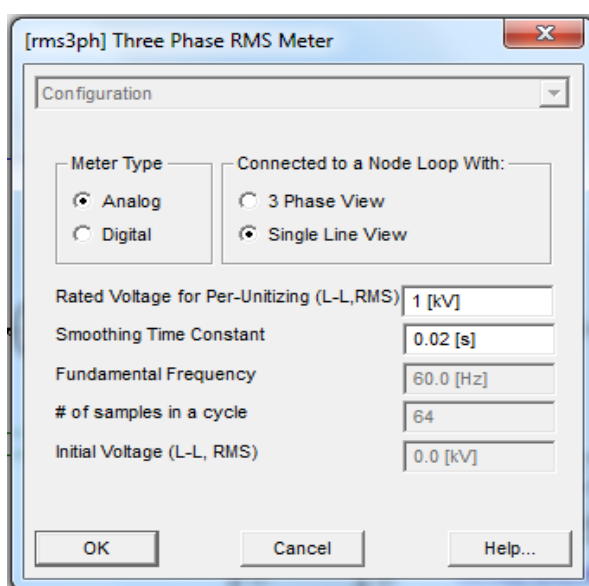 [rms3ph] Three Phase RMS Meter
Configuration
Meter Type
Analog
Digital
Connected to a Node Loop With:
3 Phase View
Single Line View
Rated Voltage for Per-Unitizing (L-L,RMS) 1 [kV]
Smoothing Time Constant 0.02 [s]
Fundamental Frequency 60.0 [Hz]
# of samples in a cycle 64
Initial Voltage (L-L, RMS) 0.0 [kV]
OK Cancel Help...